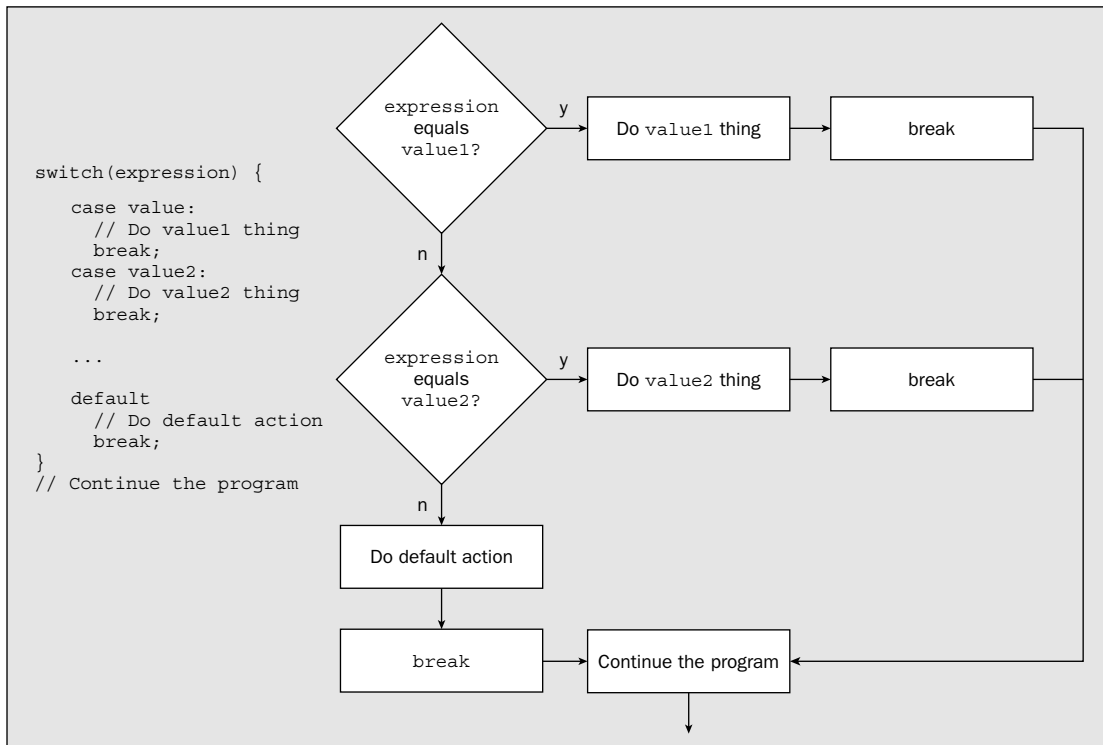 switch(expression) {
case value:
// Do value1 thing
break;
case value2:
// Do value2 thing
break;
...
default
// Do default action
break;
}
// Continue the program
expression
equals
value1?
y
Do value1 thing
break
n
expression
equals
value2?
y
Do value2 thing
break
n
Do default action
break
Continue the program